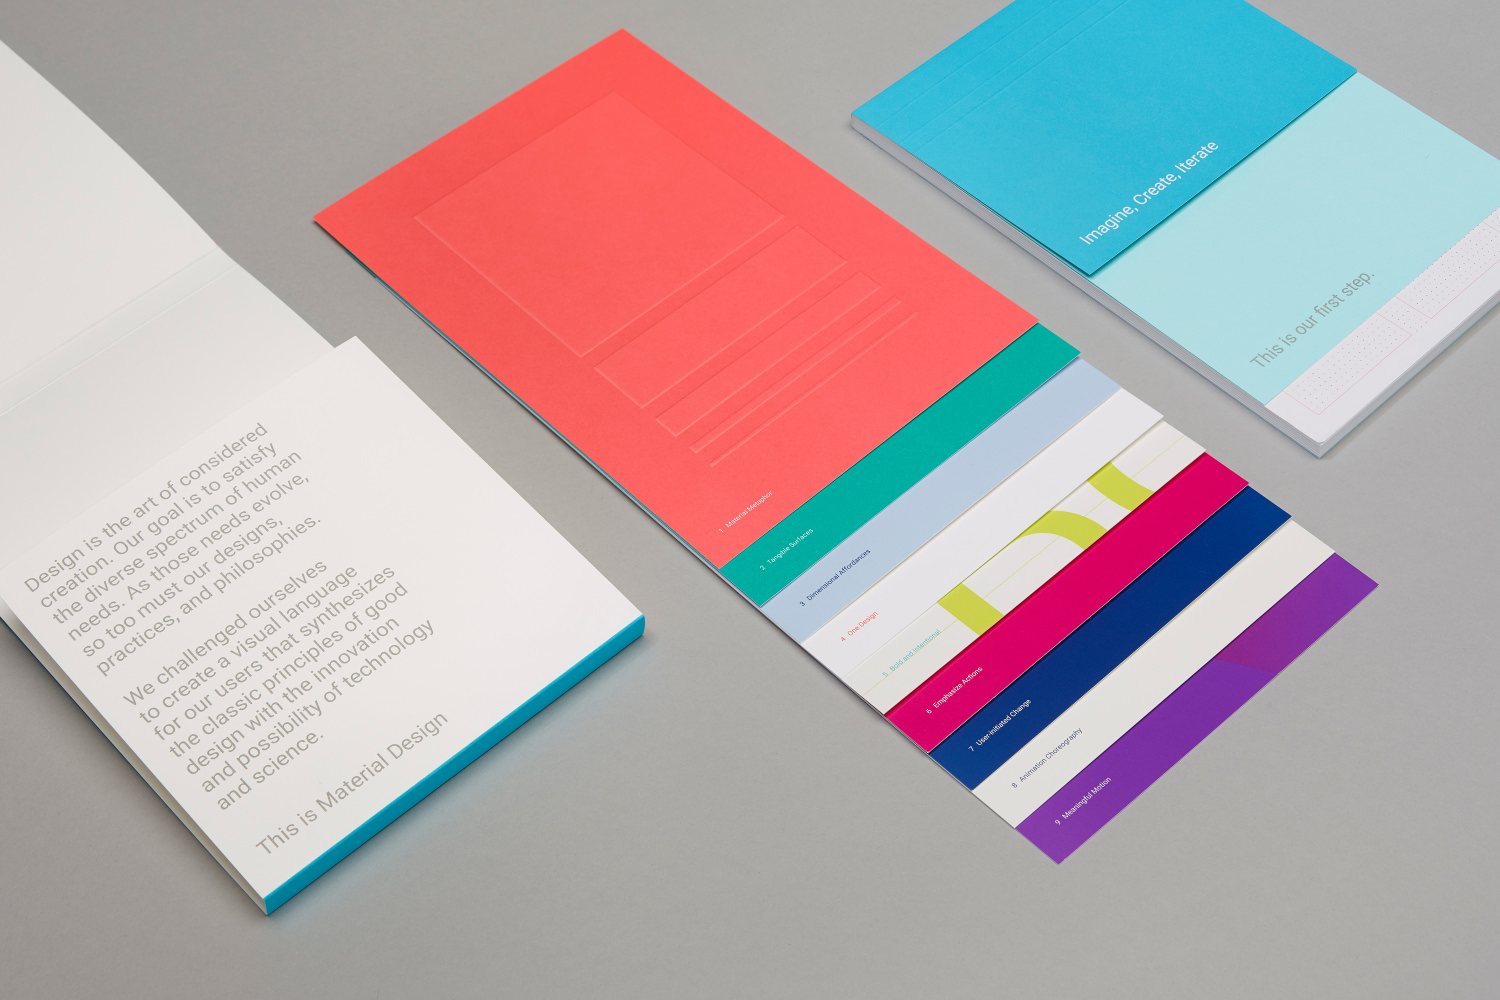 Design is the art of considered
creation. Our goal is to satisfy
the diverse spectrum of human
needs. As those needs evolve,
so too must our designs,
practices, and philosophies.
We challenged ourselves
to create a visual language
for our users that synthesizes
the classic principles of good
design with the innovation
and possibility of technology
and science.
This is Material Design
1 Material Metaphor
2 Tangible Surfaces
3 Dimensional Affordances
4 One Design
5 Bold and Intentional
6 Emphasize Actions
7 User-initiated Change
8 Animation Choreography
9 Meaningful Motion
Imagine, Create, Iterate
This is our first step.